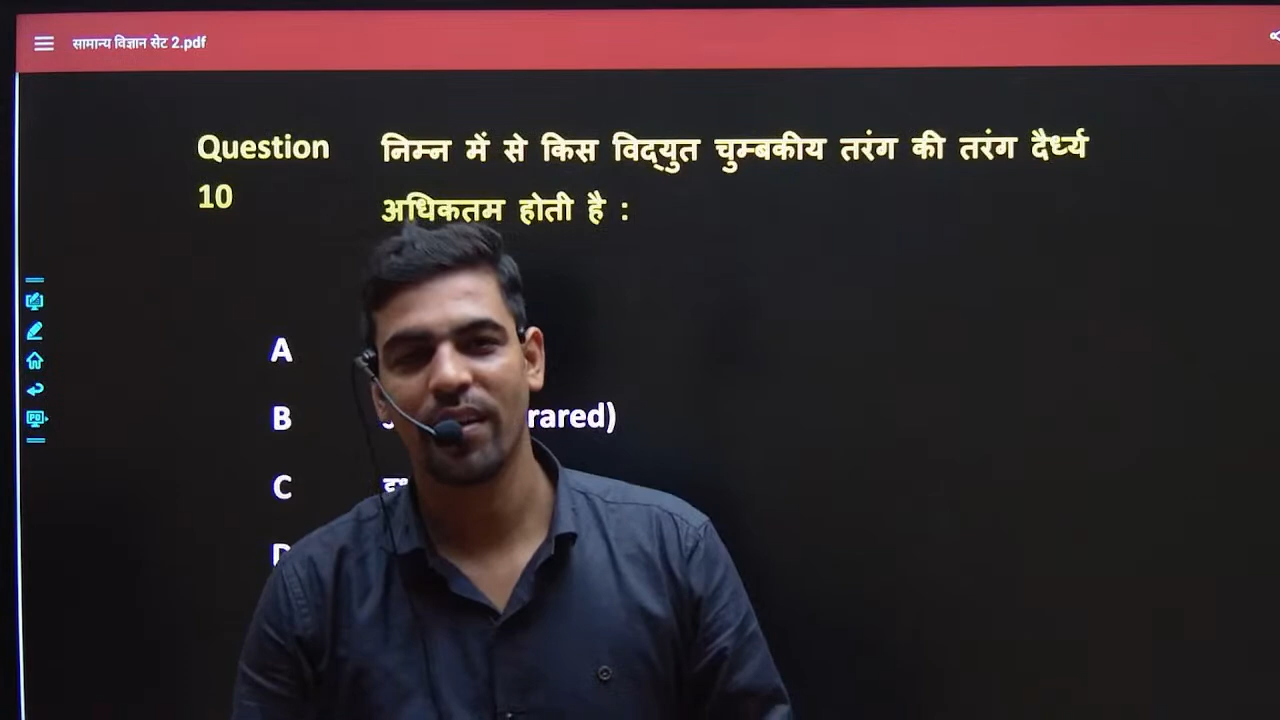 सामान्य विज्ञान सेट 2.pdf
Question 10
निम्न में से किस विद्युत चुम्बकीय तरंग की तरंग दैर्ध्य
अधिकतम होती है :
A
B rared)
C
D